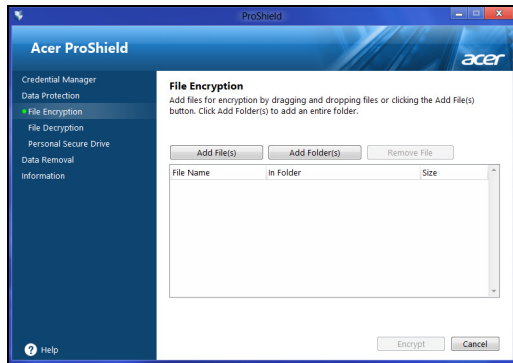 ProShield
Acer ProShield
acer
Credential Manager
Data Protection
File Encryption
File Decryption
Personal Secure Drive
Data Removal
Information
Help
File Encryption
Add files for encryption by dragging and dropping files or clicking the Add File(s)
button. Click Add Folder(s) to add an entire folder.
Add File(s) Add Folder(s) Remove File
File Name In Folder Size
Encrypt Cancel